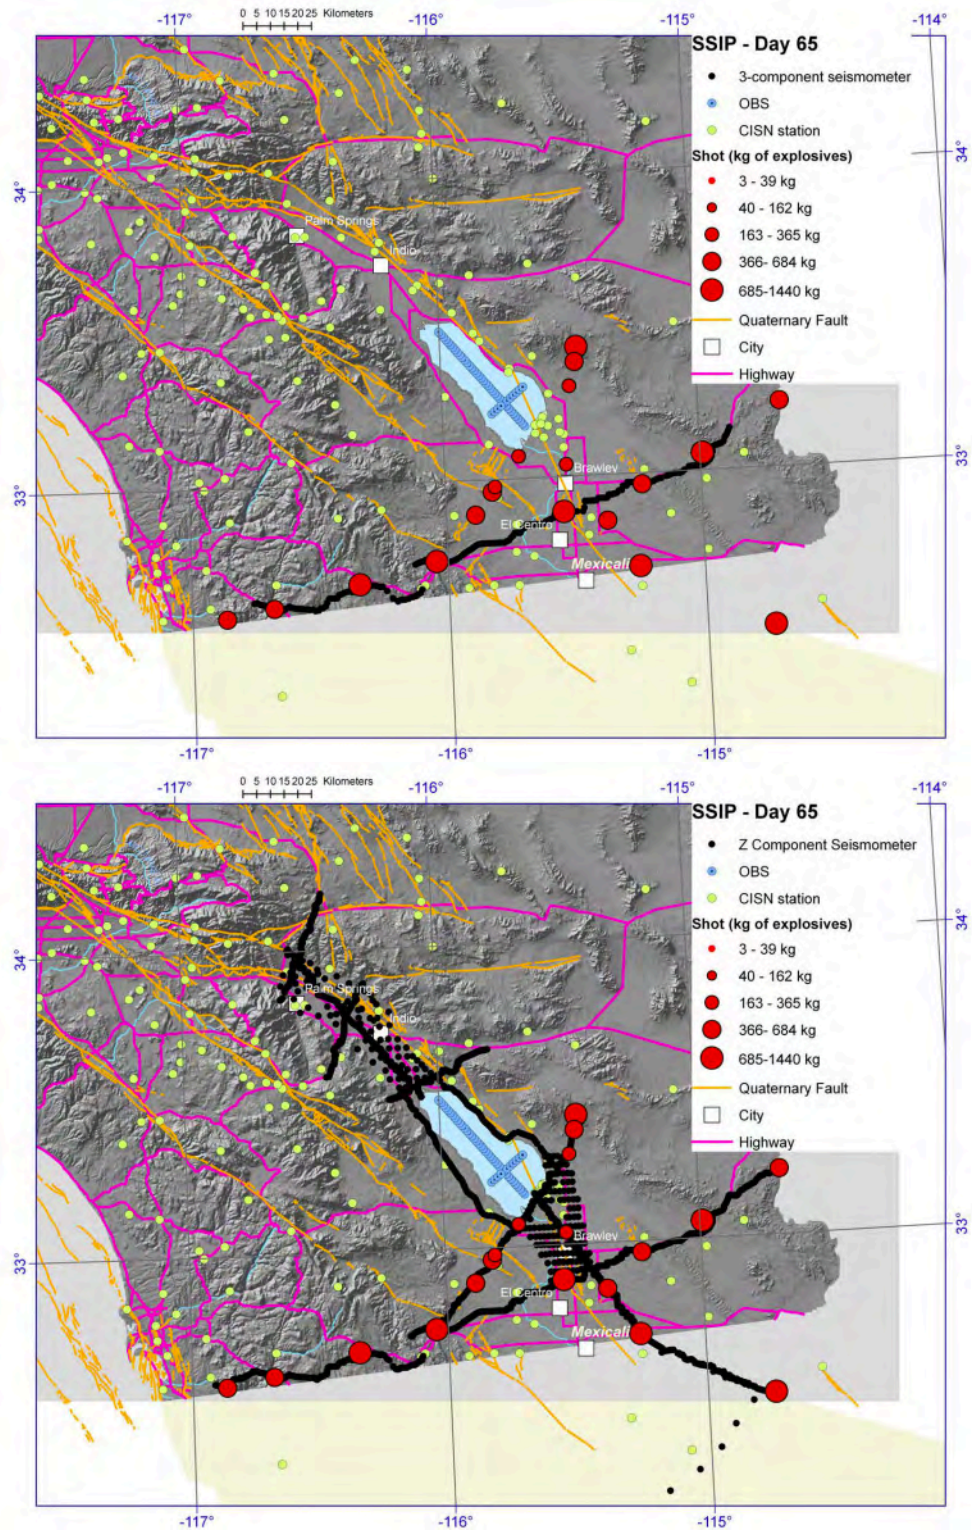 0 5 10 15 20 25 Kilometers
-117° -116° -115° -114°
SSIP - Day 65
3-component seismometer
OBS
CISN station
Shot (kg of explosives)
3 - 39 kg
40 - 162 kg
163 - 365 kg
366- 684 kg
685-1440 kg
Quaternary Fault
City
Highway
34° 34°
Palm Springs
Indio
33° 33°
Brawley
El Centro
Mexicali
-117° -116° -115°
0 5 10 15 20 25 Kilometers
-117° -116° -115° -114°
SSIP - Day 65
Z Component Seismometer
OBS
CISN station
Shot (kg of explosives)
3 - 39 kg
40 - 162 kg
163 - 365 kg
366- 684 kg
685-1440 kg
Quaternary Fault
City
Highway
34° 34°
Palm Springs
Indio
33° 33°
Brawley
El Centro
Mexicali
-117° -116° -115°